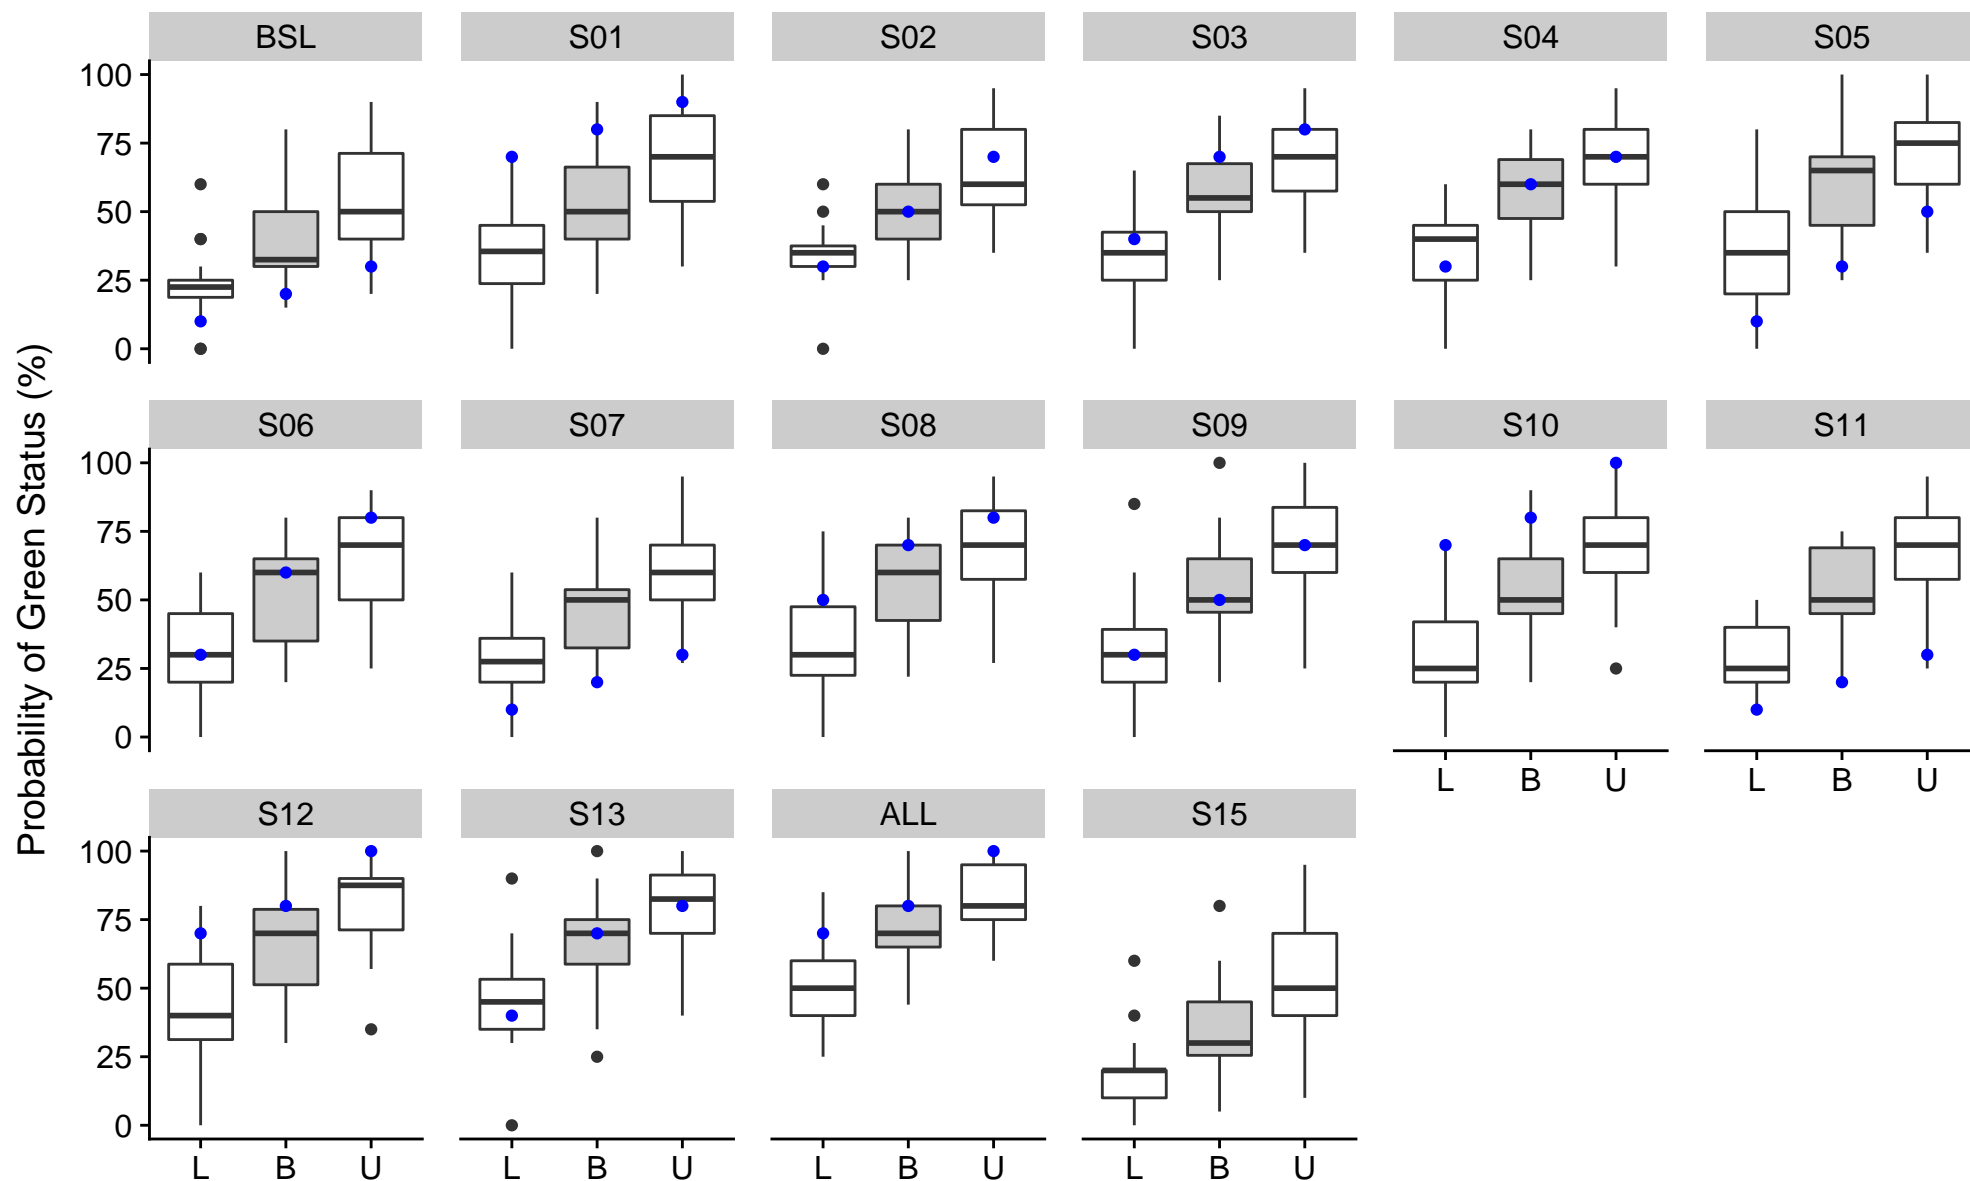 BSL S01 S02 S03 S04 S05
100
75
50
25
0
Probability of Green Status (%)
S06 S07 S08 S09 S10 S11
100
75
50
25
0
L B U L B U
S12 S13 ALL S15
100
75
50
25
0
L B U L B U L B U L B U